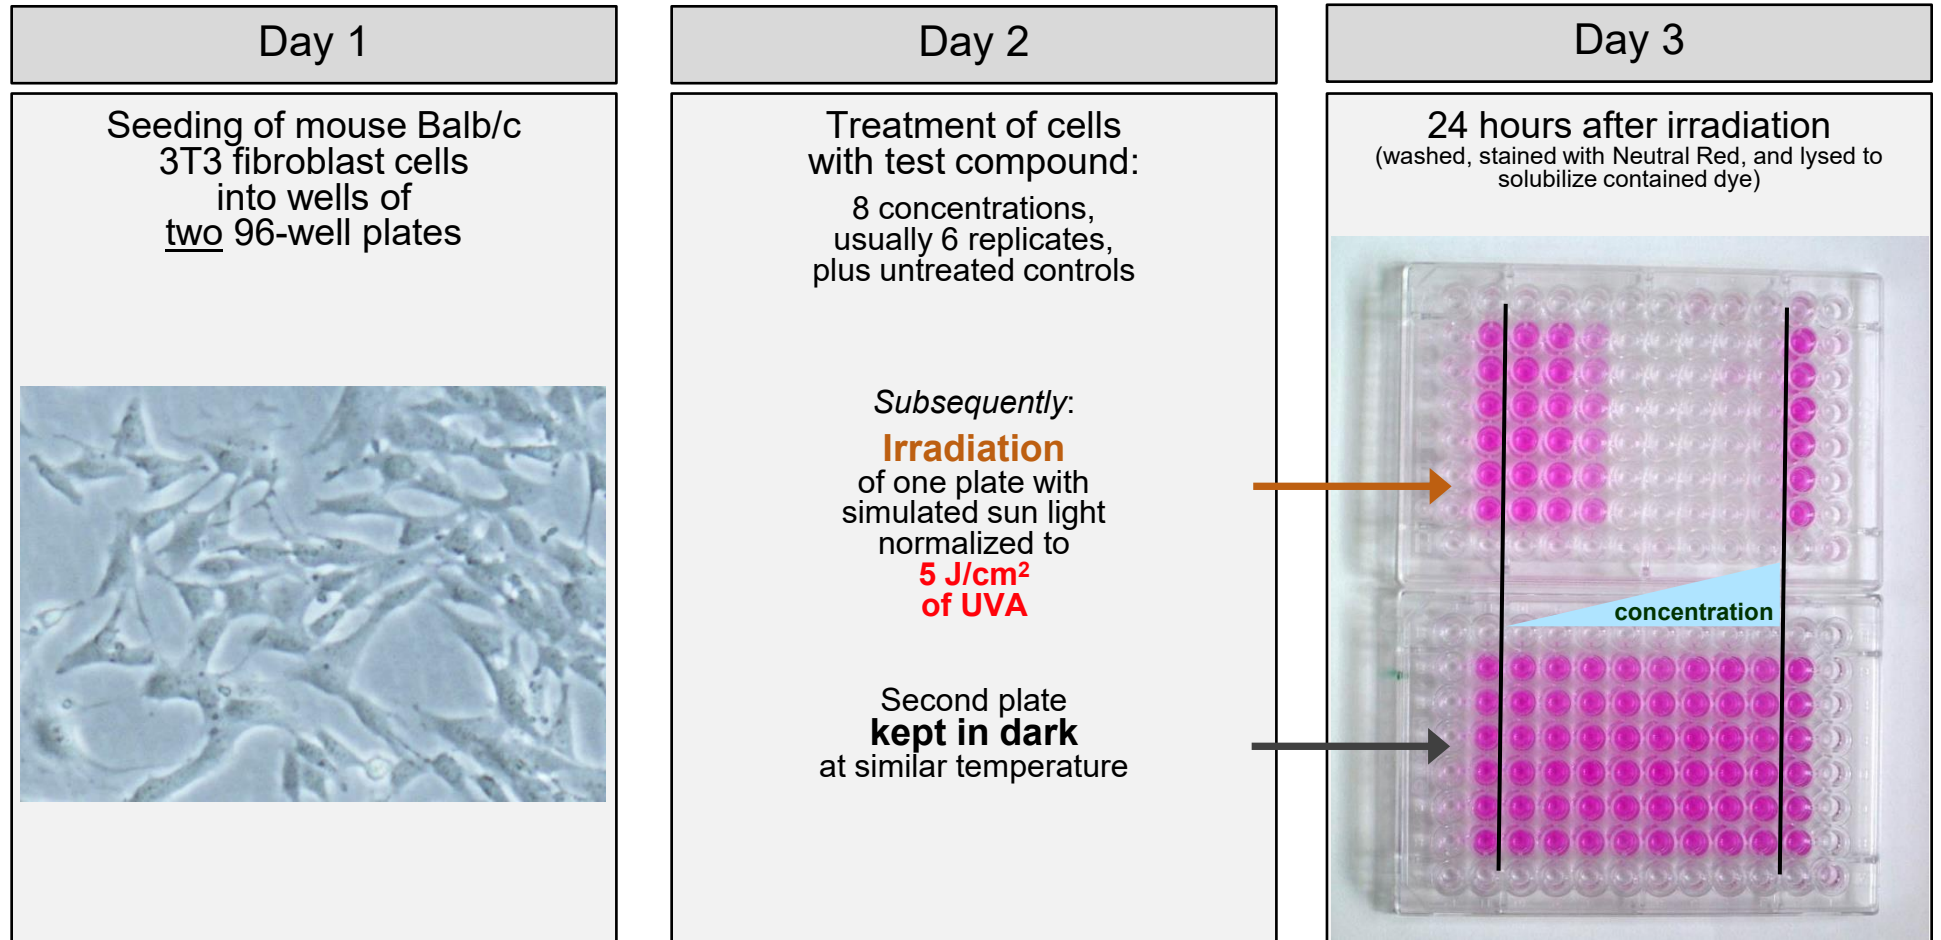 Day 1
Seeding of mouse Balb/c
3T3 fibroblast cells
into wells of
two 96-well plates
Day 2
Treatment of cells
with test compound:
8 concentrations,
usually 6 replicates,
plus untreated controls
Subsequently:
Irradiation
of one plate with
simulated sun light
normalized to
5 J/cm²
of UVA
Second plate
kept in dark
at similar temperature
Day 3
24 hours after irradiation
(washed, stained with Neutral Red, and lysed to
solubilize contained dye)
concentration